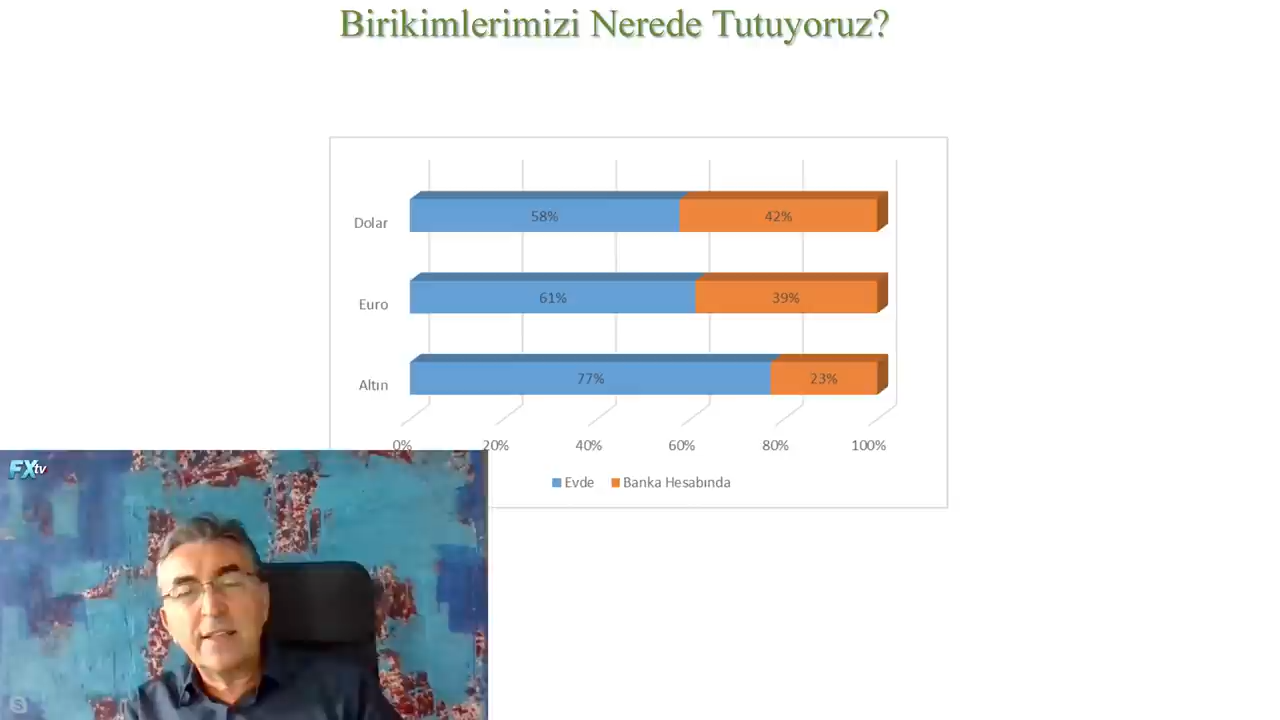 Birikimlerimizi Nerede Tutuyoruz?
Dolar 58% 42%
Euro 61% 39%
Altın 77% 23%
0% 20% 40% 60% 80% 100%
Evde Banka Hesabında
FXtv